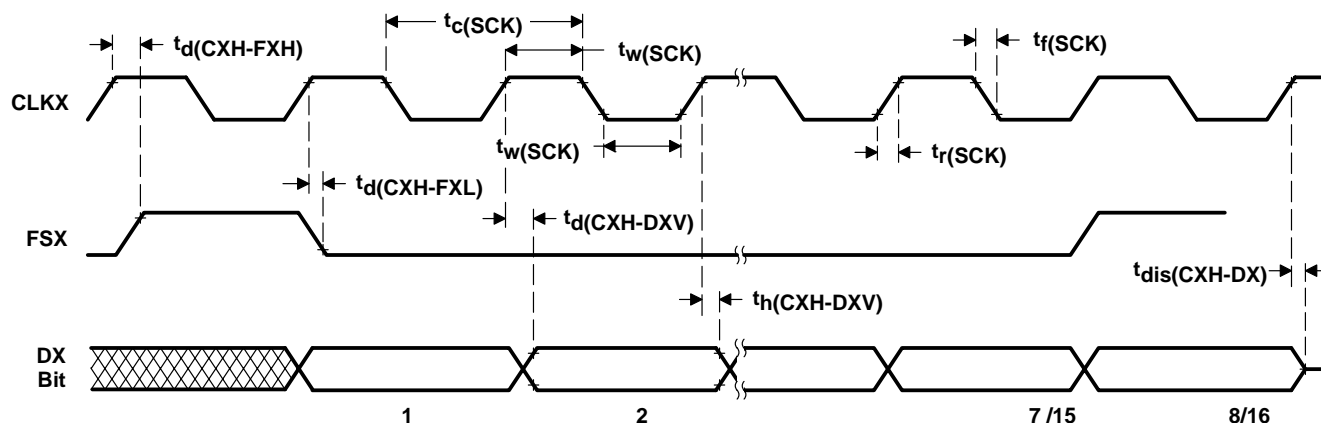 tc(SCK)
td(CXH-FXH)
tw(SCK)
tf(SCK)
CLKX
tw(SCK)
tr(SCK)
td(CXH-FXL)
td(CXH-DXV)
FSX
tdis(CXH-DX)
th(CXH-DXV)
DX
Bit
1 2 7 /15 8/16